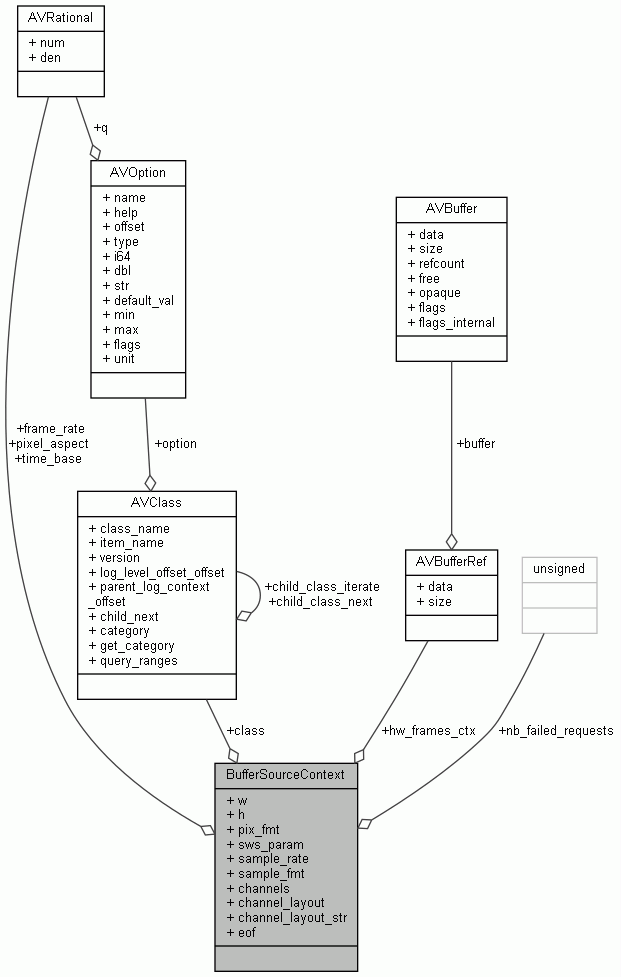 AVRational
+ num
+ den
+q
AVOption
+ name
+ help
+ offset
+ type
+ i64
+ dbl
+ str
+ default_val
+ min
+ max
+ flags
+ unit
AVBuffer
+ data
+ size
+ refcount
+ free
+ opaque
+ flags
+ flags_internal
+frame_rate
+pixel_aspect
+time_base
+option
+buffer
AVClass
+ class_name
+ item_name
+ version
+ log_level_offset_offset
+ parent_log_context
_offset
+ child_next
+ category
+ get_category
+ query_ranges
+child_class_iterate
+child_class_next
AVBufferRef
+ data
+ size
unsigned
+class
+hw_frames_ctx
+nb_failed_requests
BufferSourceContext
+ w
+ h
+ pix_fmt
+ sws_param
+ sample_rate
+ sample_fmt
+ channels
+ channel_layout
+ channel_layout_str
+ eof